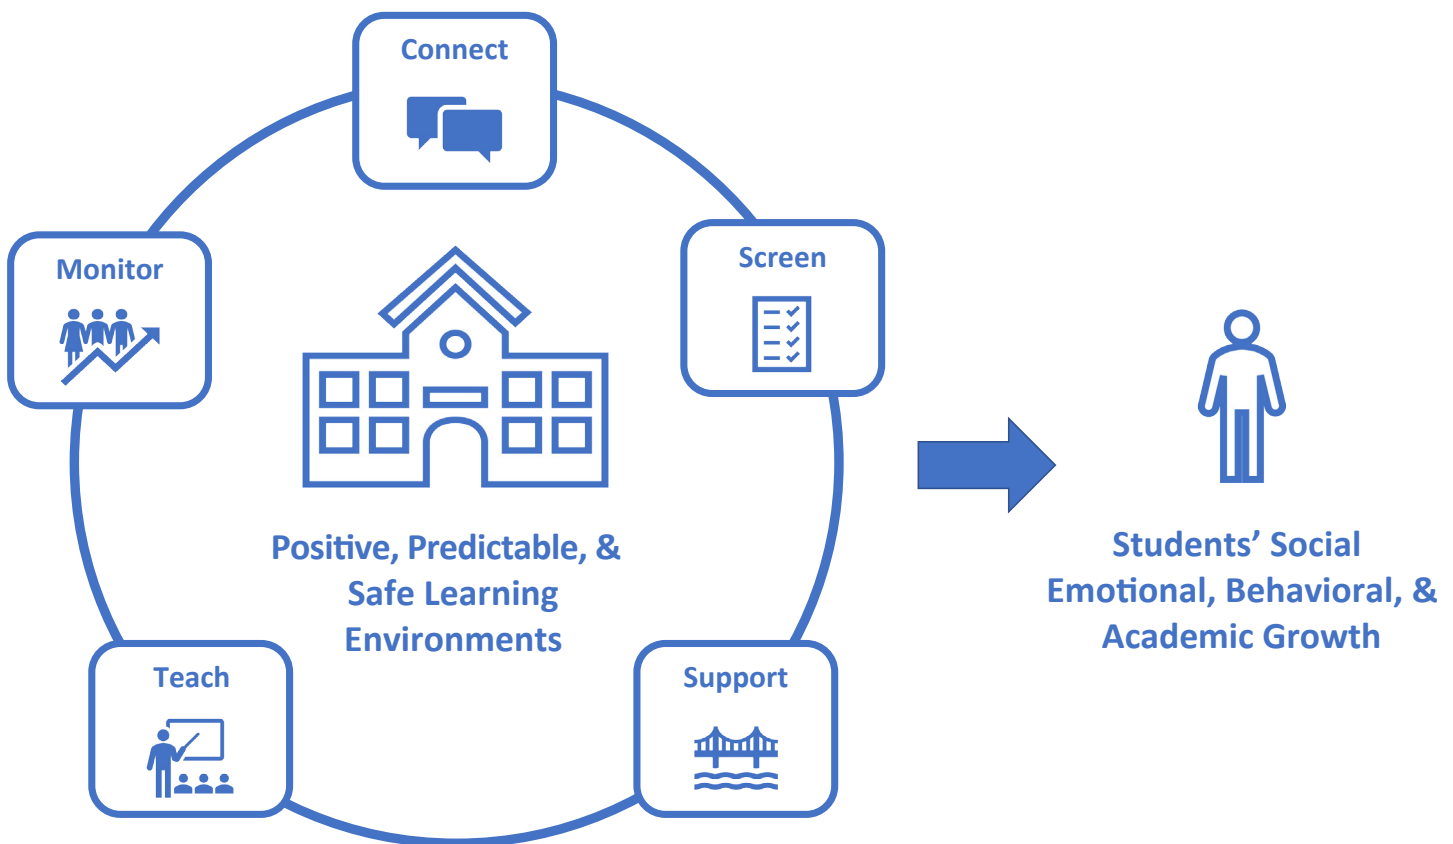 Connect
Monitor
Screen
Positive, Predictable, &
Safe Learning
Environments
Students’ Social
Emotional, Behavioral, &
Academic Growth
Teach
Support